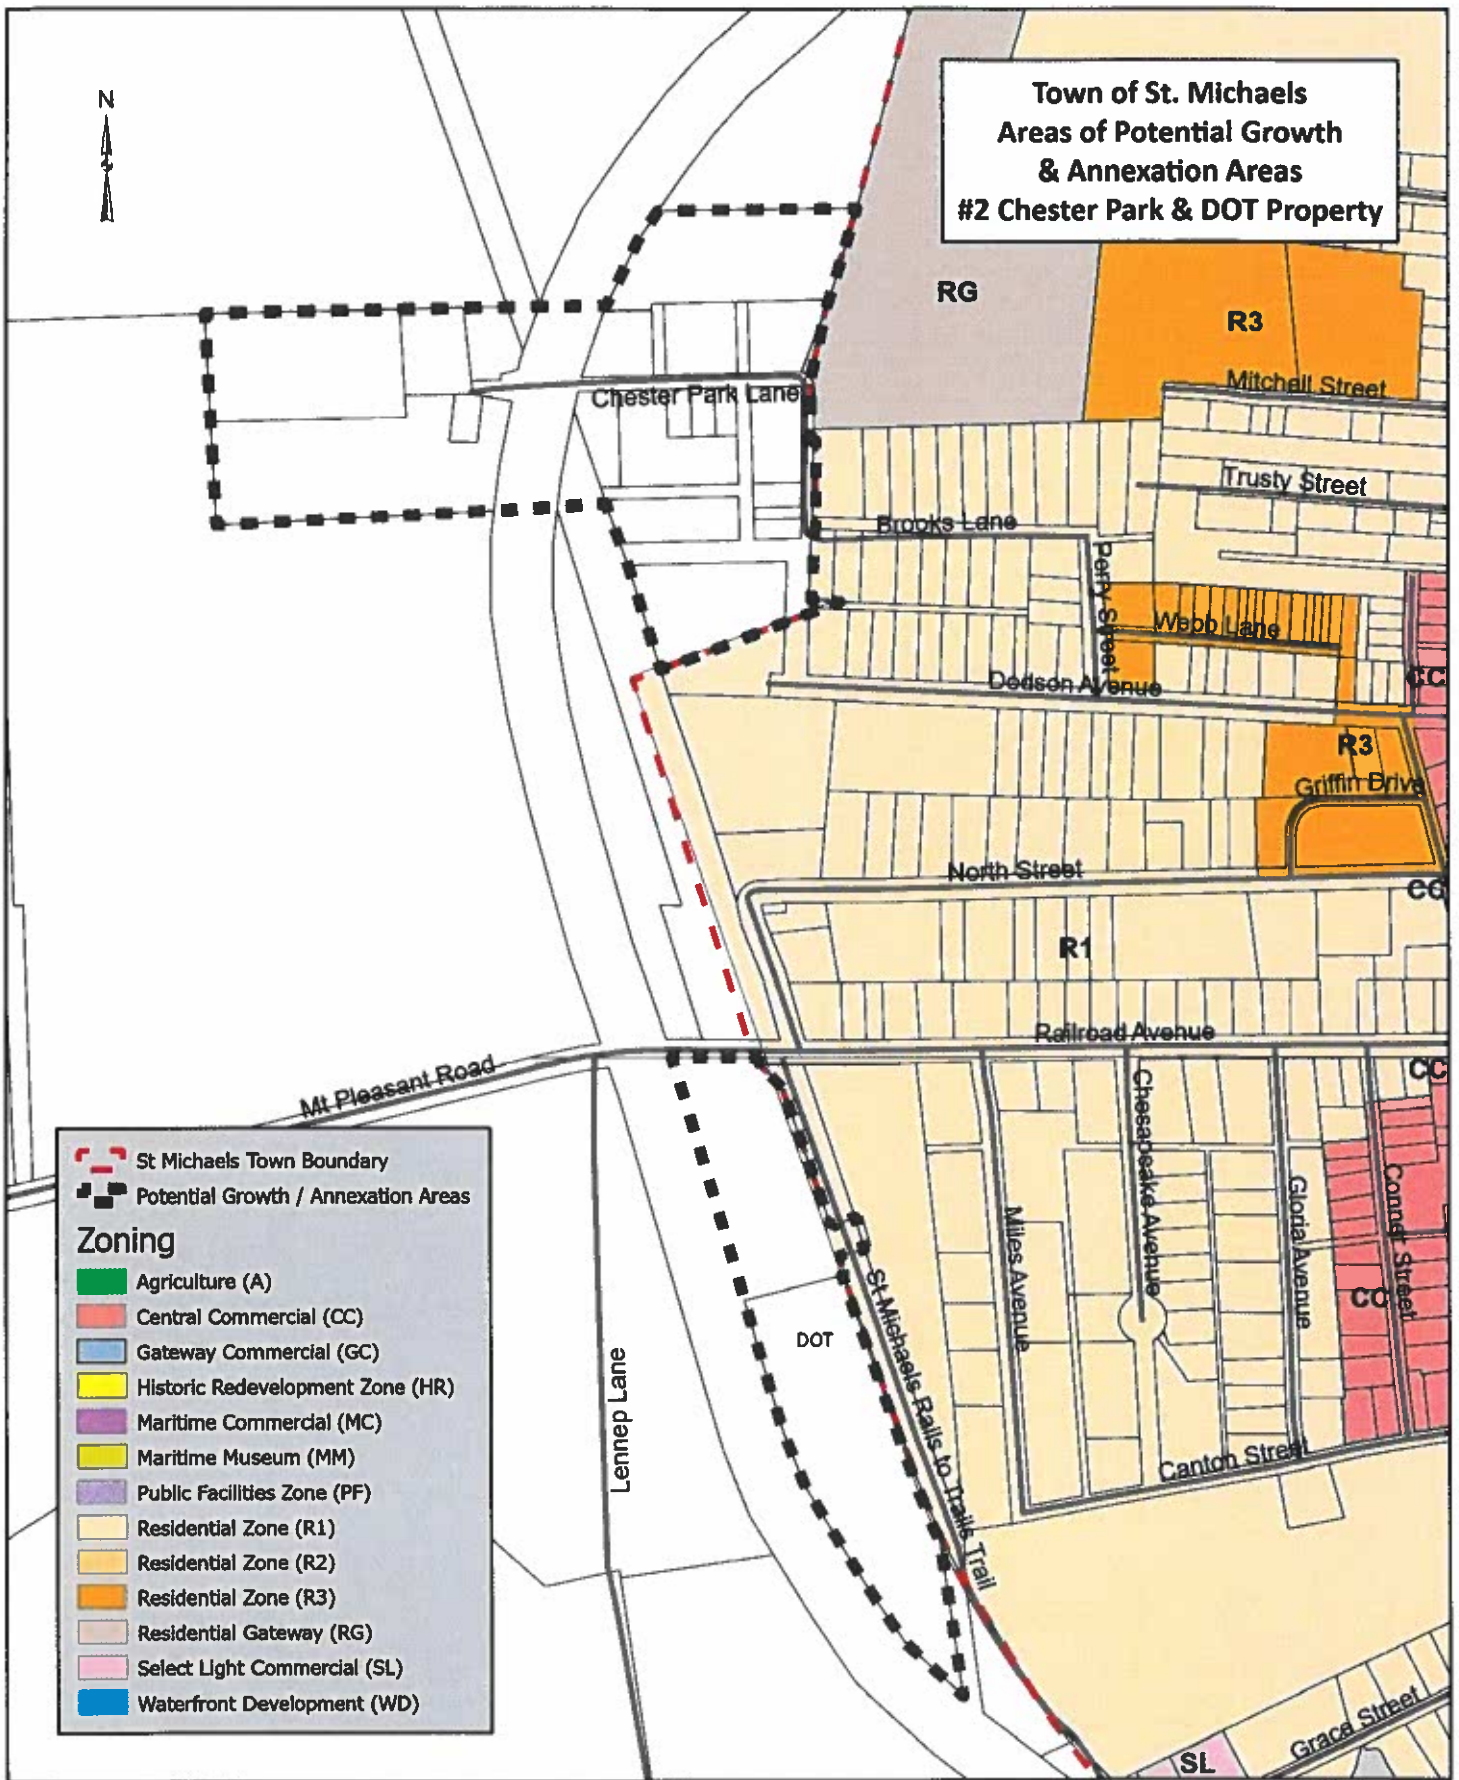 N
Town of St. Michaels
Areas of Potential Growth
& Annexation Areas
#2 Chester Park & DOT Property
RG
R3
Mitchell Street
Chester Park Lane
Trusty Street
Brooks Lane
Perry Street
Webb Lane
CC
Dodson Avenue
R3
Griffin Drive
North Street
CC
R1
Railroad Avenue
CC
Mt Pleasant Road
Chesapeake Avenue
Miles Avenue
Gloria Avenue
Conner Street
CC
St Michaels Rails to Trails Trail
DOT
Lennep Lane
Canton Street
Grace Street
SL
St Michaels Town Boundary
Potential Growth / Annexation Areas
Zoning
Agriculture (A)
Central Commercial (CC)
Gateway Commercial (GC)
Historic Redevelopment Zone (HR)
Maritime Commercial (MC)
Maritime Museum (MM)
Public Facilities Zone (PF)
Residential Zone (R1)
Residential Zone (R2)
Residential Zone (R3)
Residential Gateway (RG)
Select Light Commercial (SL)
Waterfront Development (WD)